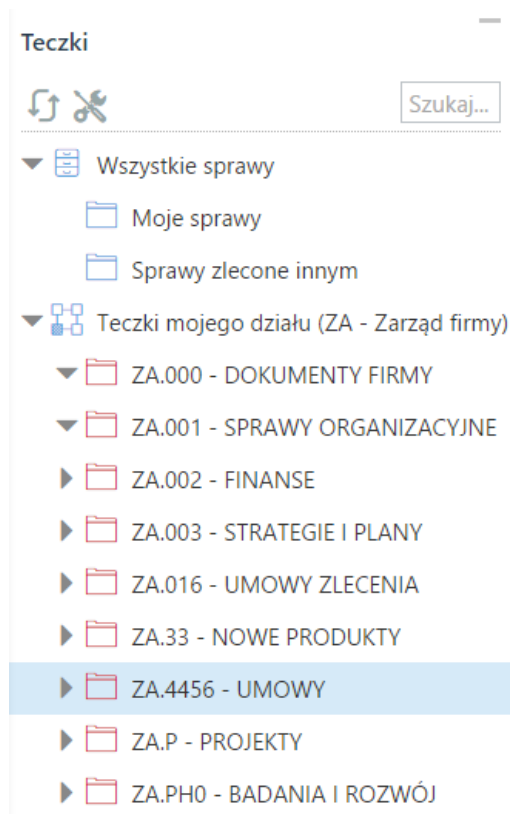 Teczki
Szukaj...
Wszystkie sprawy
Moje sprawy
Sprawy zlecone innym
Teczki mojego działu (ZA - Zarząd firmy)
ZA.000 - DOKUMENTY FIRMY
ZA.001 - SPRAWY ORGANIZACYJNE
ZA.002 - FINANSE
ZA.003 - STRATEGIE I PLANY
ZA.016 - UMOWY ZLECENIA
ZA.33 - NOWE PRODUKTY
ZA.4456 - UMOWY
ZA.P - PROJEKTY
ZA.PH0 - BADANIA I ROZWÓJ